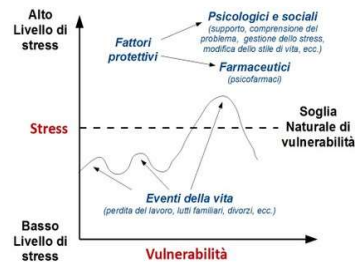 Alto
Livello di
stress
Psicologici e sociali
(supporto, comprensione del
problema, gestione dello stress,
modifica dello stile di vita, ecc.)
Fattori
protettivi
Farmaceutici
(psicofarmaci)
Stress
Soglia
Naturale di
vulnerabilità
Eventi della vita
(perdita del lavoro, lutti familiari, divorzi, ecc.)
Basso
Livello di
stress
Vulnerabilità